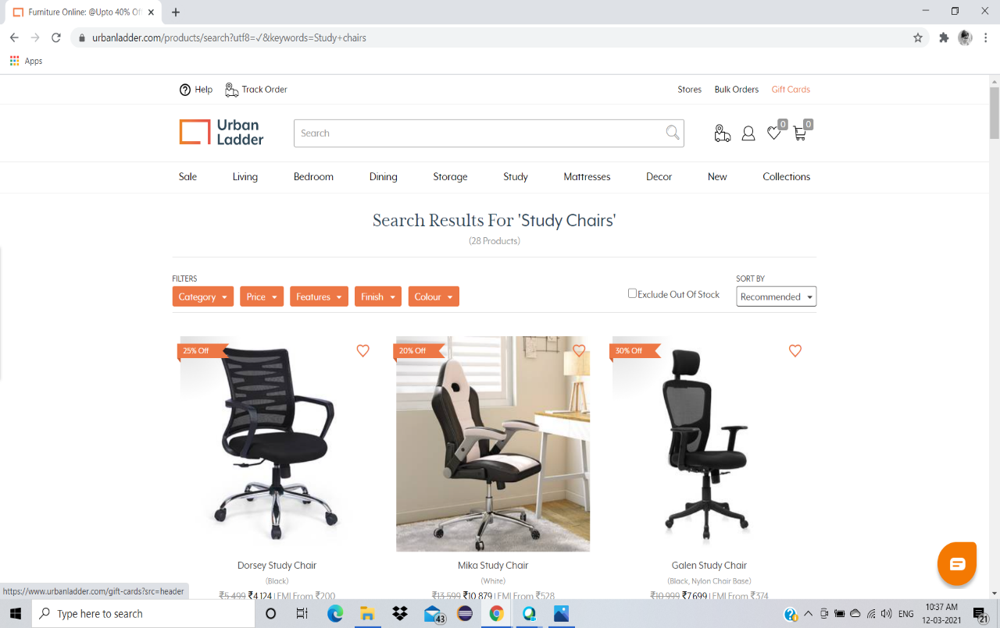 Furniture Online: @Upto 40% Of
urbanladder.com/products/search?utf8=✓&keywords=Study+chairs
Apps
Help Track Order Stores Bulk Orders Gift Cards
Urban Ladder
Search
0 0
Sale Living Bedroom Dining Storage Study Mattresses Decor New Collections
Search Results For 'Study Chairs'
(28 Products)
FILTERS SORT BY
Category Price Features Finish Colour Exclude Out Of Stock Recommended
25% Off 20% Off 30% Off
Dorsey Study Chair Mika Study Chair Galen Study Chair
(Black) (White) (Black, Nylon Chair Base)
₹5,499 ₹4,124 | EMI From ₹200 ₹13,599 ₹10,879 | EMI From ₹528 ₹10,999 ₹7,699 | EMI From ₹374
https://www.urbanladder.com/gift-cards?src=header
Type here to search 43 ENG 10:37 AM 12-03-2021 21